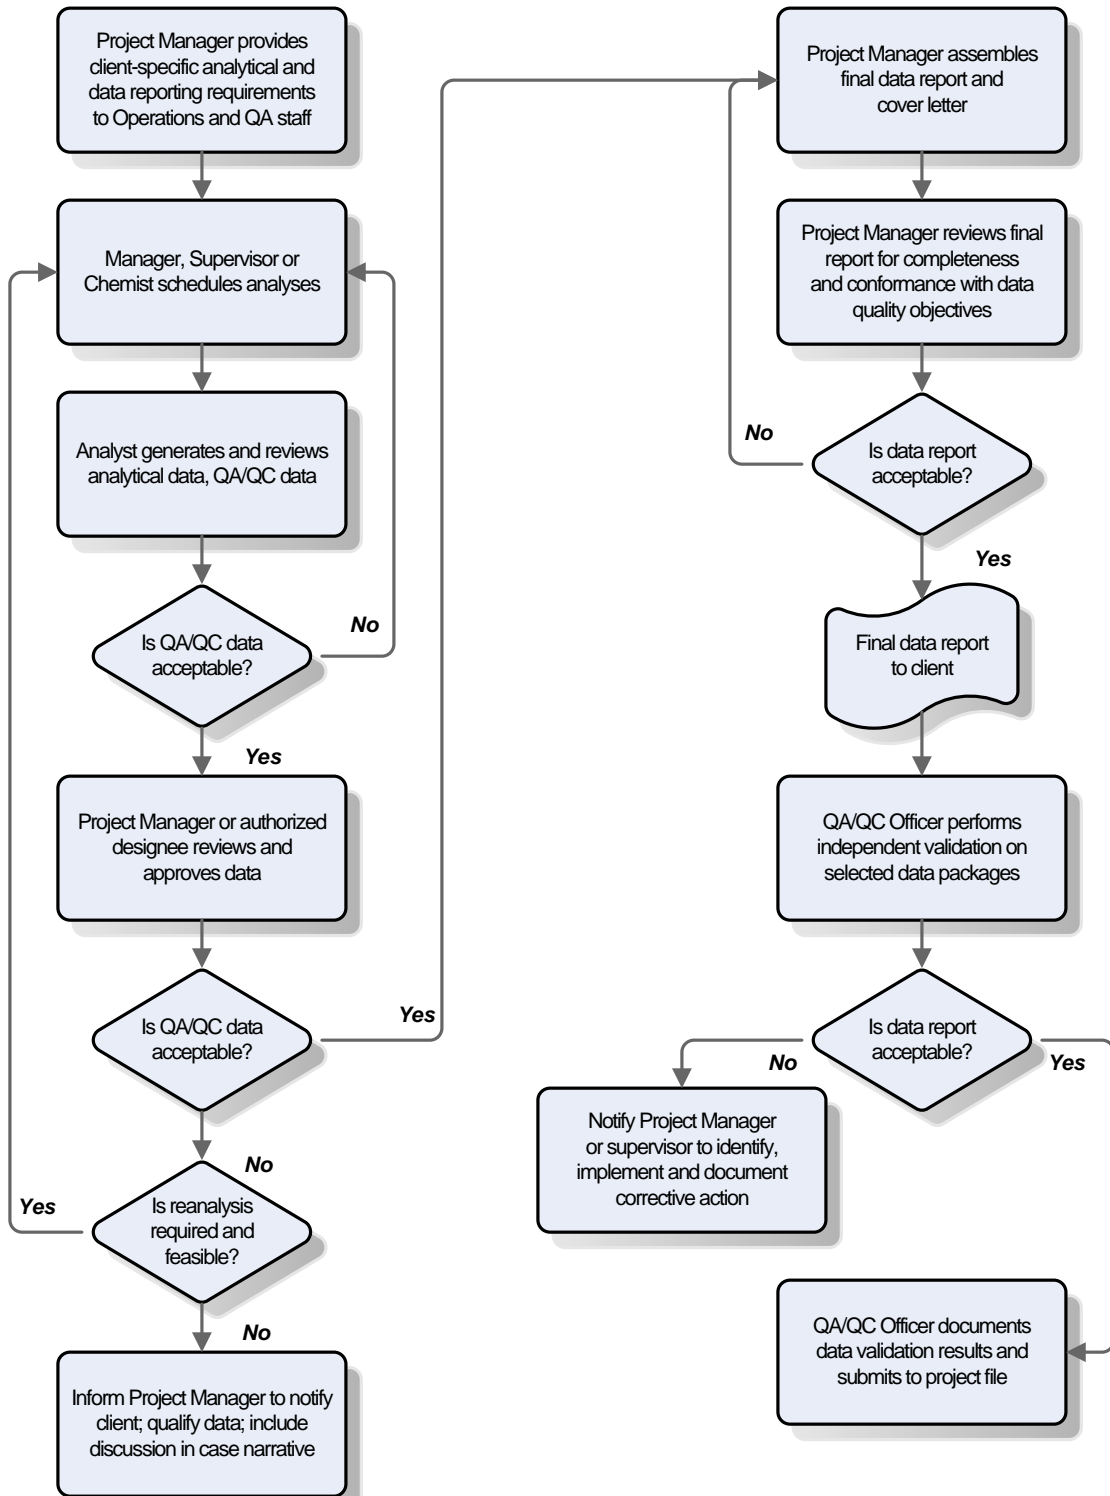 Project Manager provides
client-specific analytical and
data reporting requirements
to Operations and QA staff
Manager, Supervisor or
Chemist schedules analyses
Analyst generates and reviews
analytical data, QA/QC data
Is QA/QC data
acceptable?
No
Yes
Project Manager or authorized
designee reviews and
approves data
Is QA/QC data
acceptable?
Yes
No
Is reanalysis
required and
feasible?
Yes
No
Inform Project Manager to notify
client; qualify data; include
discussion in case narrative
Project Manager assembles
final data report and
cover letter
Project Manager reviews final
report for completeness
and conformance with data
quality objectives
Is data report
acceptable?
No
Yes
Final data report
to client
QA/QC Officer performs
independent validation on
selected data packages
Is data report
acceptable?
No
Yes
Notify Project Manager
or supervisor to identify,
implement and document
corrective action
QA/QC Officer documents
data validation results and
submits to project file